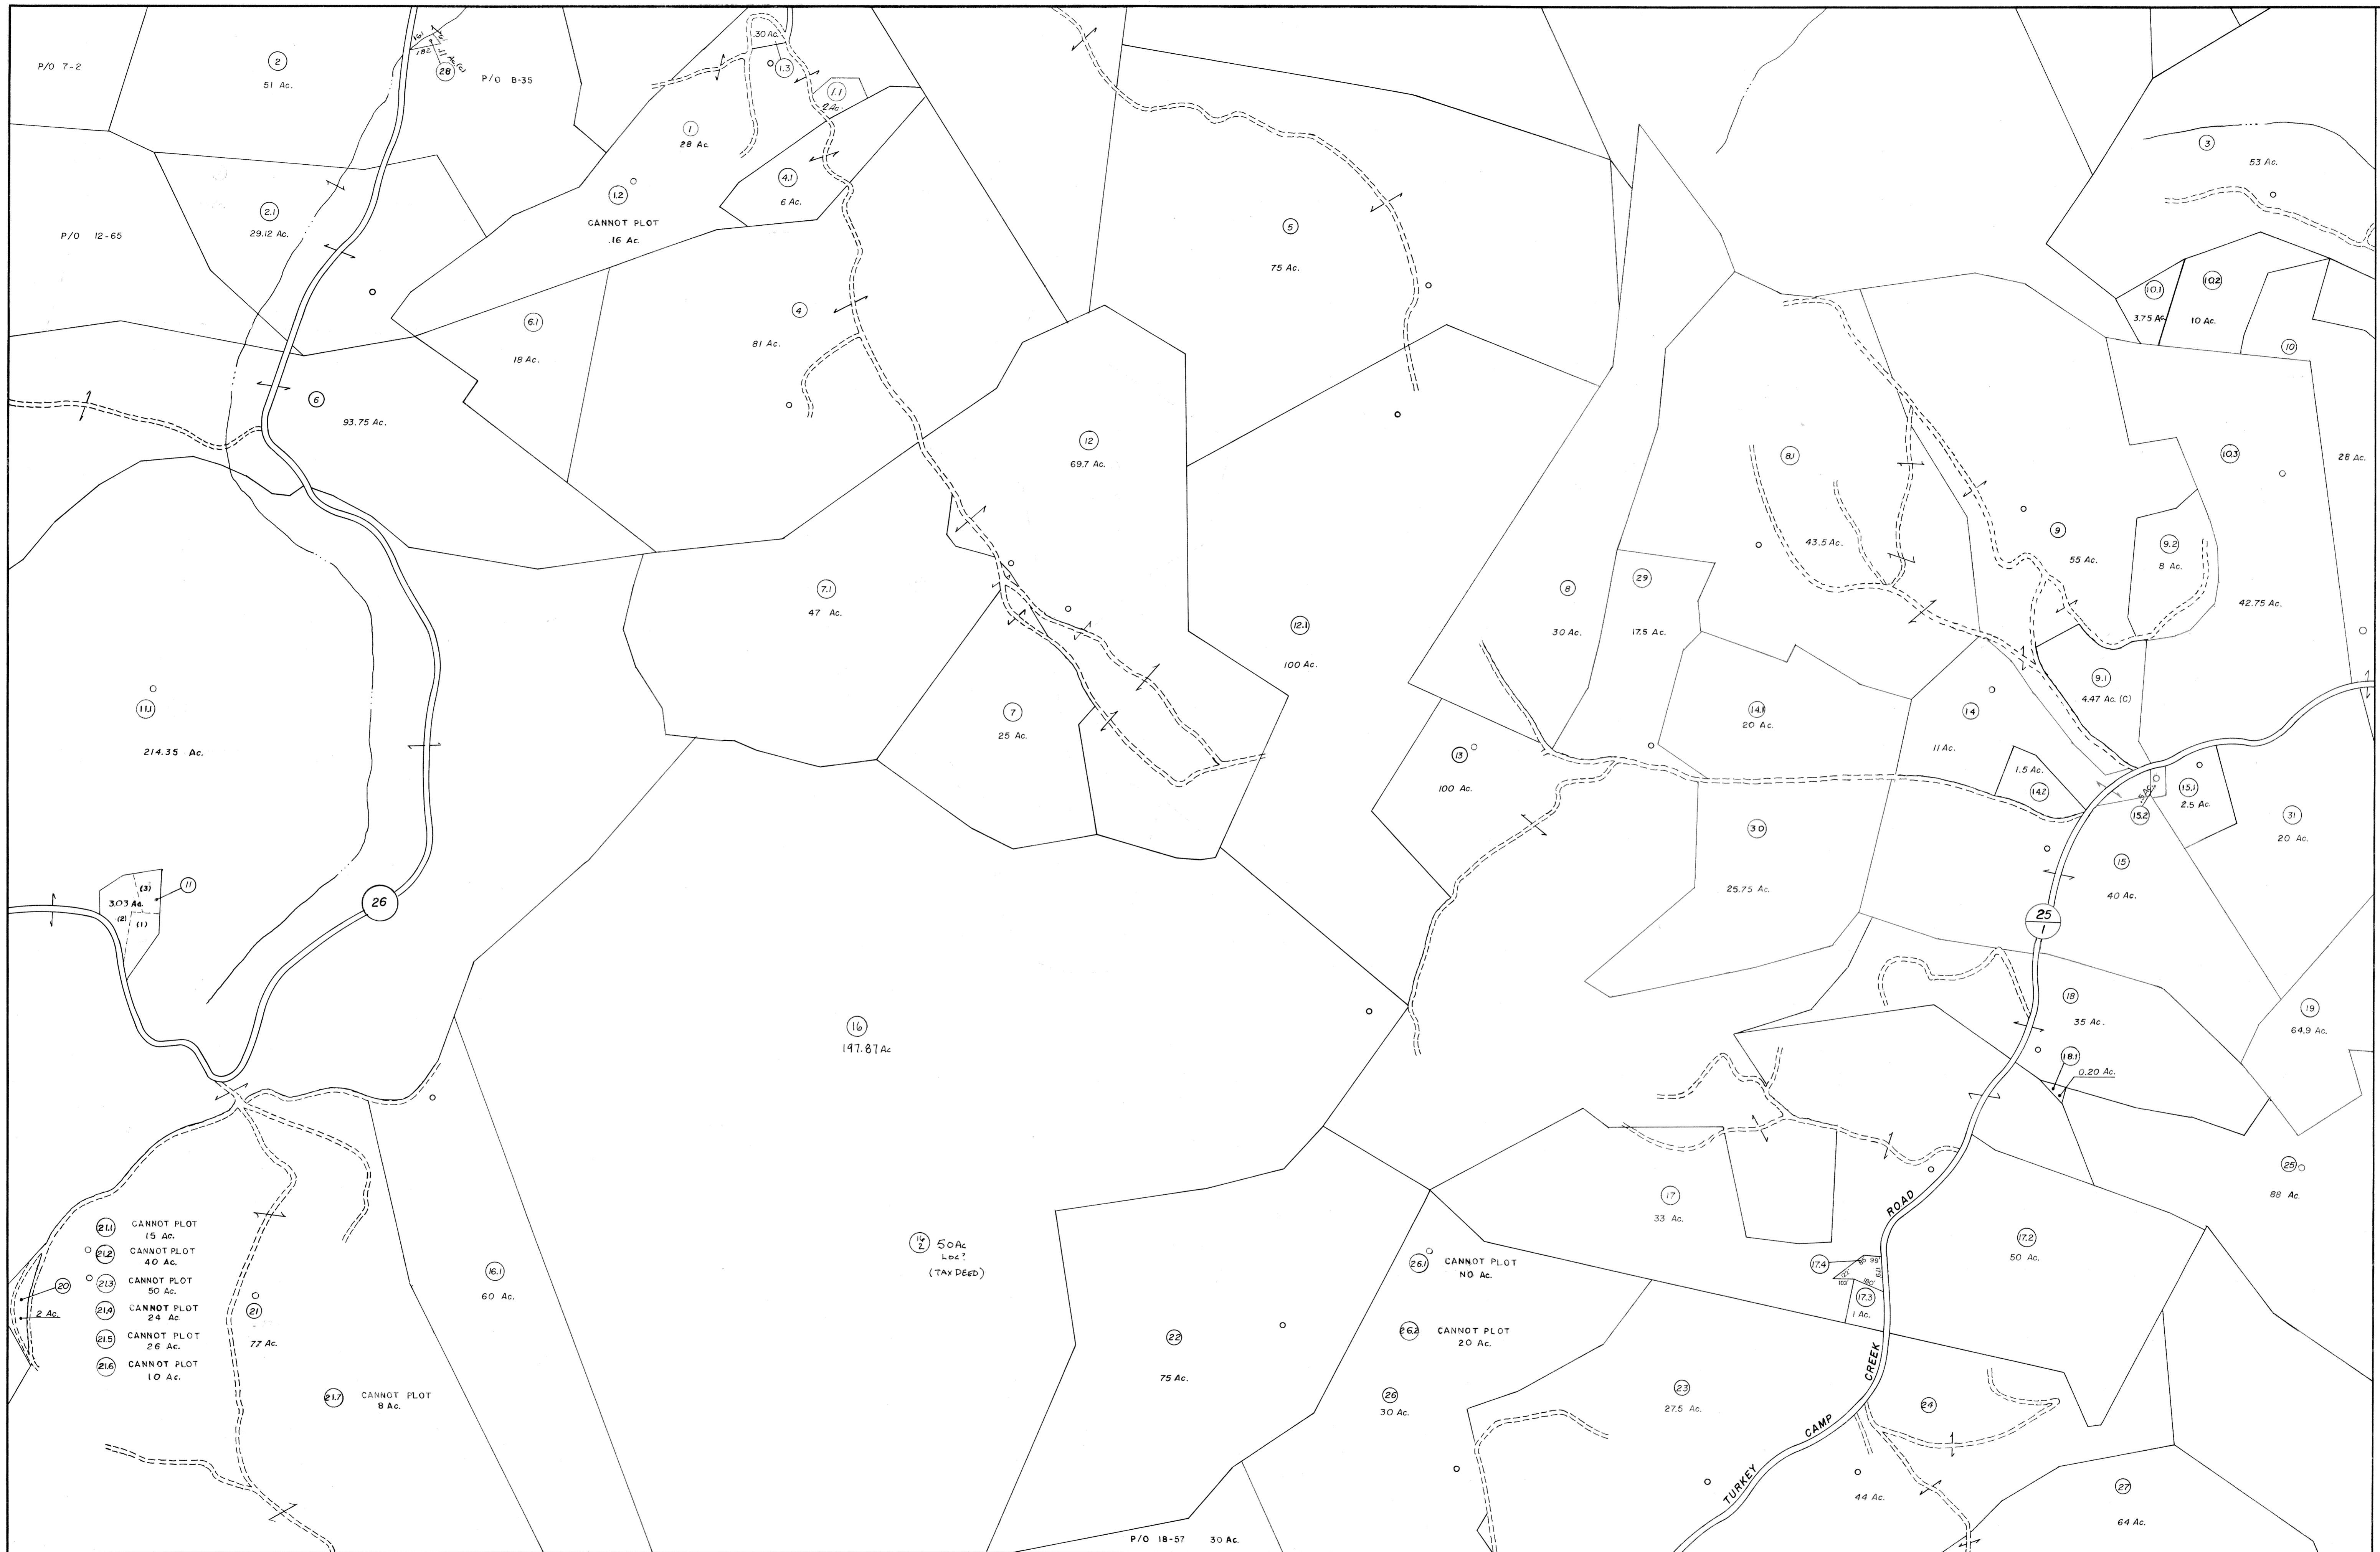 P/O 7-2
2
51 Ac.
161
182
28
P/O 8-35
.30 Ac.
1.3
1.1
2 Ac.
1
28 Ac.
1.2
CANNOT PLOT
.16 Ac.
4.1
6 Ac.
5
75 Ac.
3
53 Ac.
P/O 12-65
2.1
29.12 Ac.
10.1
3.75 Ac.
10.2
10 Ac.
10
28 Ac.
6.1
18 Ac.
4
81 Ac.
6
93.75 Ac.
12
69.7 Ac.
8.1
43.5 Ac.
10.3
42.75 Ac.
9
55 Ac.
9.2
8 Ac.
7.1
47 Ac.
12.1
100 Ac.
8
30 Ac.
29
17.5 Ac.
11.1
214.35 Ac.
7
25 Ac.
9.1
4.47 Ac. (C)
14.1
20 Ac.
14
11 Ac.
13
100 Ac.
1.5 Ac.
14.2
15.1
2.5 Ac.
.5 Ac.
15.2
30
25.75 Ac.
31
20 Ac.
15
40 Ac.
(3)
11
3.03 Ac.
(2)
(1)
26
25
1
18
35 Ac.
19
64.9 Ac.
16
197.87 Ac
18.1
0.20 Ac.
25
88 Ac.
17
33 Ac.
ROAD
17.2
50 Ac.
21.1 CANNOT PLOT
15 Ac.
21.2 CANNOT PLOT
40 Ac.
21.3 CANNOT PLOT
50 Ac.
21.4 CANNOT PLOT
24 Ac.
21.5 CANNOT PLOT
26 Ac.
21.6 CANNOT PLOT
10 Ac.
20
2 Ac.
21
77 Ac.
21.7 CANNOT PLOT
8 Ac.
16.1
60 Ac.
16
2
50 Ac
Loc?
(TAX DEED)
26.1 CANNOT PLOT
NO Ac.
17.4
99'
179'
180'
103'
17.3
1 Ac.
22
75 Ac.
26.2 CANNOT PLOT
20 Ac.
26
30 Ac.
23
27.5 Ac.
CREEK
CAMP
TURKEY
24
44 Ac.
27
64 Ac.
P/O 18-57 30 Ac.